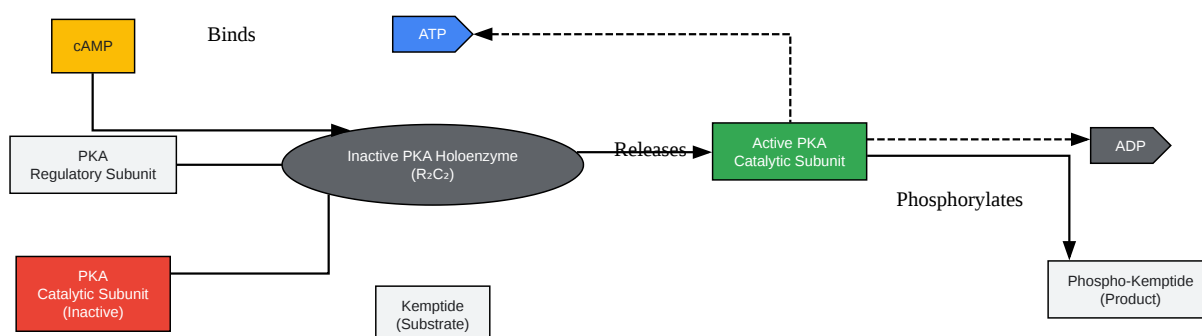 cAMP
Binds
ATP
PKA
Regulatory Subunit
Inactive PKA Holoenzyme
(R₂C₂)
Releases
Active PKA
Catalytic Subunit
ADP
Phosphorylates
PKA
Catalytic Subunit
(Inactive)
Kemptide
(Substrate)
Phospho-Kemptide
(Product)